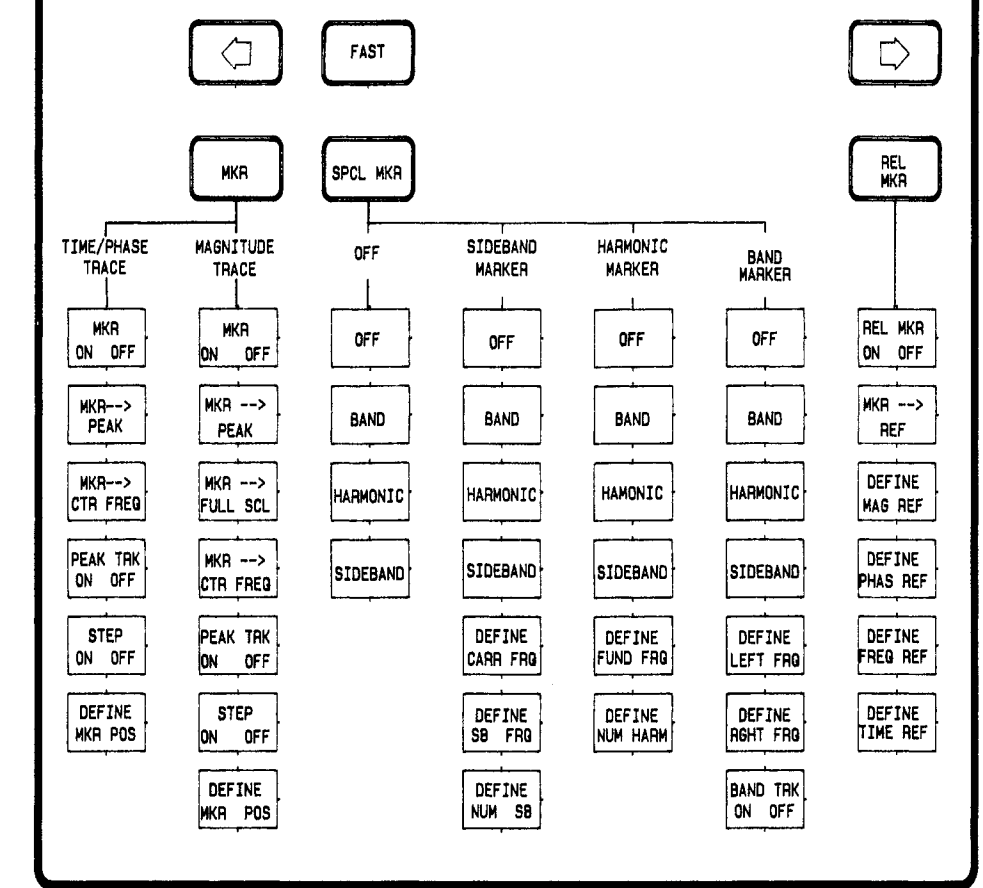 FAST
MKR
SPCL MKR
REL
MKR
TIME/PHASE
TRACE
MKR
ON OFF
MKR-->
PEAK
MKR-->
CTR FREQ
PEAK TRK
ON OFF
STEP
ON OFF
DEFINE
MKR POS
MAGNITUDE
TRACE
MKR
ON OFF
MKR -->
PEAK
MKR -->
FULL SCL
MKR -->
CTR FREQ
PEAK TRK
ON OFF
STEP
ON OFF
DEFINE
MKR POS
OFF
OFF
BAND
HARMONIC
SIDEBAND
SIDEBAND
MARKER
OFF
BAND
HARMONIC
SIDEBAND
DEFINE
CARR FRQ
DEFINE
SB FRQ
DEFINE
NUM SB
HARMONIC
MARKER
OFF
BAND
HAMONIC
SIDEBAND
DEFINE
FUND FRQ
DEFINE
NUM HARM
BAND
MARKER
OFF
BAND
HARMONIC
SIDEBAND
DEFINE
LEFT FRQ
DEFINE
RGHT FRQ
BAND TRK
ON OFF
REL MKR
ON OFF
MKR -->
REF
DEFINE
MAG REF
DEFINE
PHAS REF
DEFINE
FREQ REF
DEFINE
TIME REF